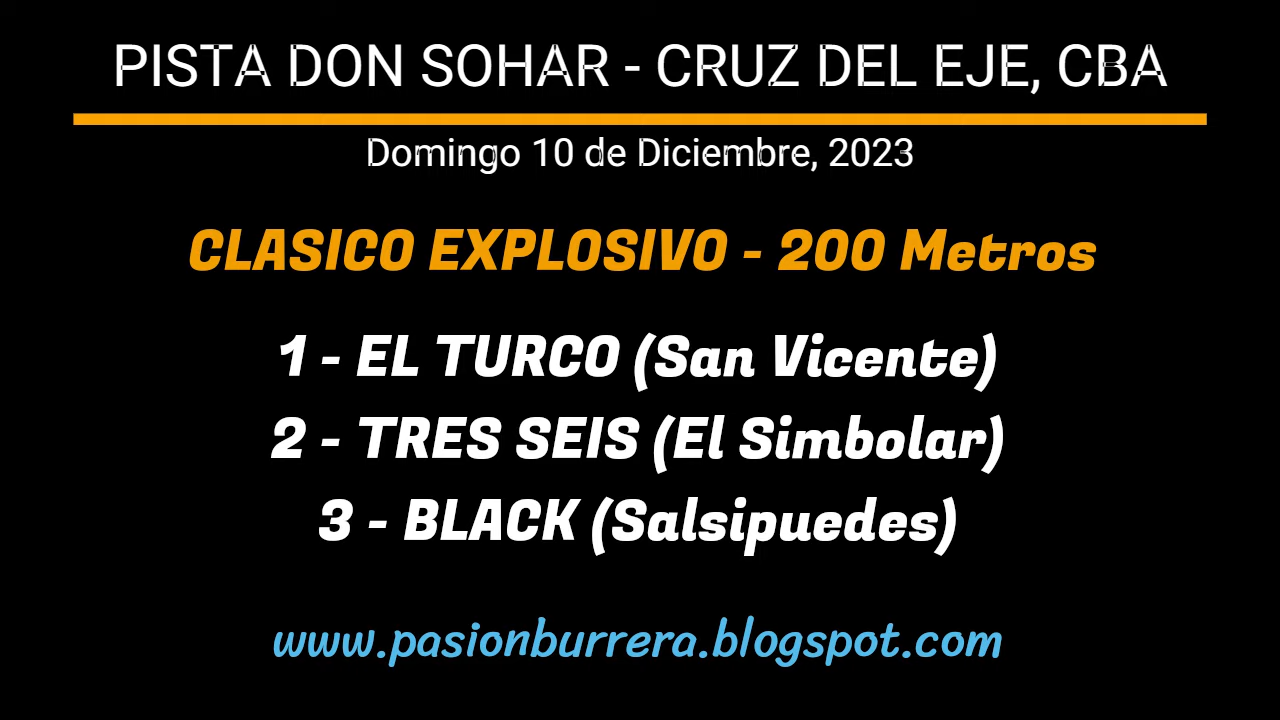 PISTA DON SOHAR - CRUZ DEL EJE, CBA
Domingo 10 de Diciembre, 2023
CLASICO EXPLOSIVO - 200 Metros
1 - EL TURCO (San Vicente)
2 - TRES SEIS (El Simbolar)
3 - BLACK (Salsipuedes)
www.pasionburrera.blogspot.com